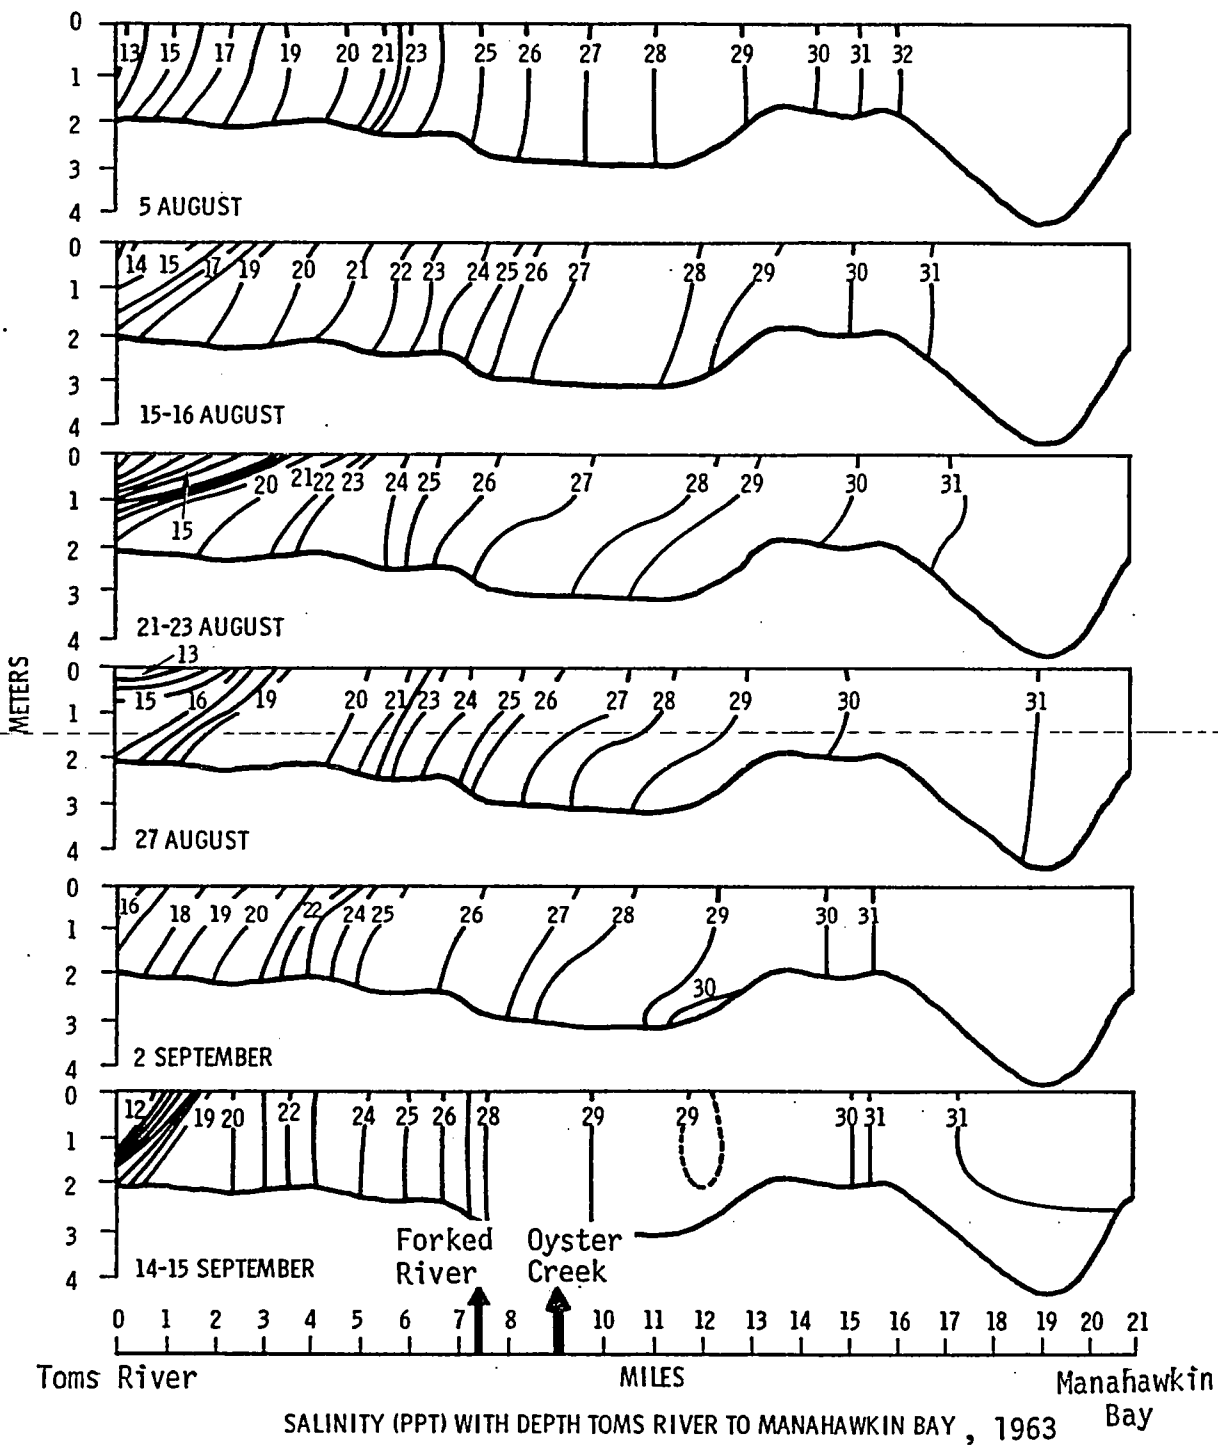 0
13 15 17 19 20 21 23 25 26 27 28 29 30 31 32
1
2
3
4
5 AUGUST
0
14 15 17 19 20 21 22 23 24 25 26 27 28 29 30 31
1
2
3
4
15-16 AUGUST
0
20 21 22 23 24 25 26 27 28 29 30 31
1
15
2
3
4
21-23 AUGUST
13
0
15 16 19 20 21 23 24 25 26 27 28 29 30 31
1
2
3
4
27 AUGUST
METERS
0
16 18 19 20 22 24 25 26 27 28 29 30 31
1
2
30
3
4
2 SEPTEMBER
0
12 19 20 22 24 25 26 28 29 29 30 31 31
1
2
3
4
14-15 SEPTEMBER
Forked River
Oyster Creek
0 1 2 3 4 5 6 7 8 10 11 12 13 14 15 16 17 18 19 20 21
Toms River
MILES
Manahawkin Bay
SALINITY (PPT) WITH DEPTH TOMS RIVER TO MANAHAWKIN BAY , 1963